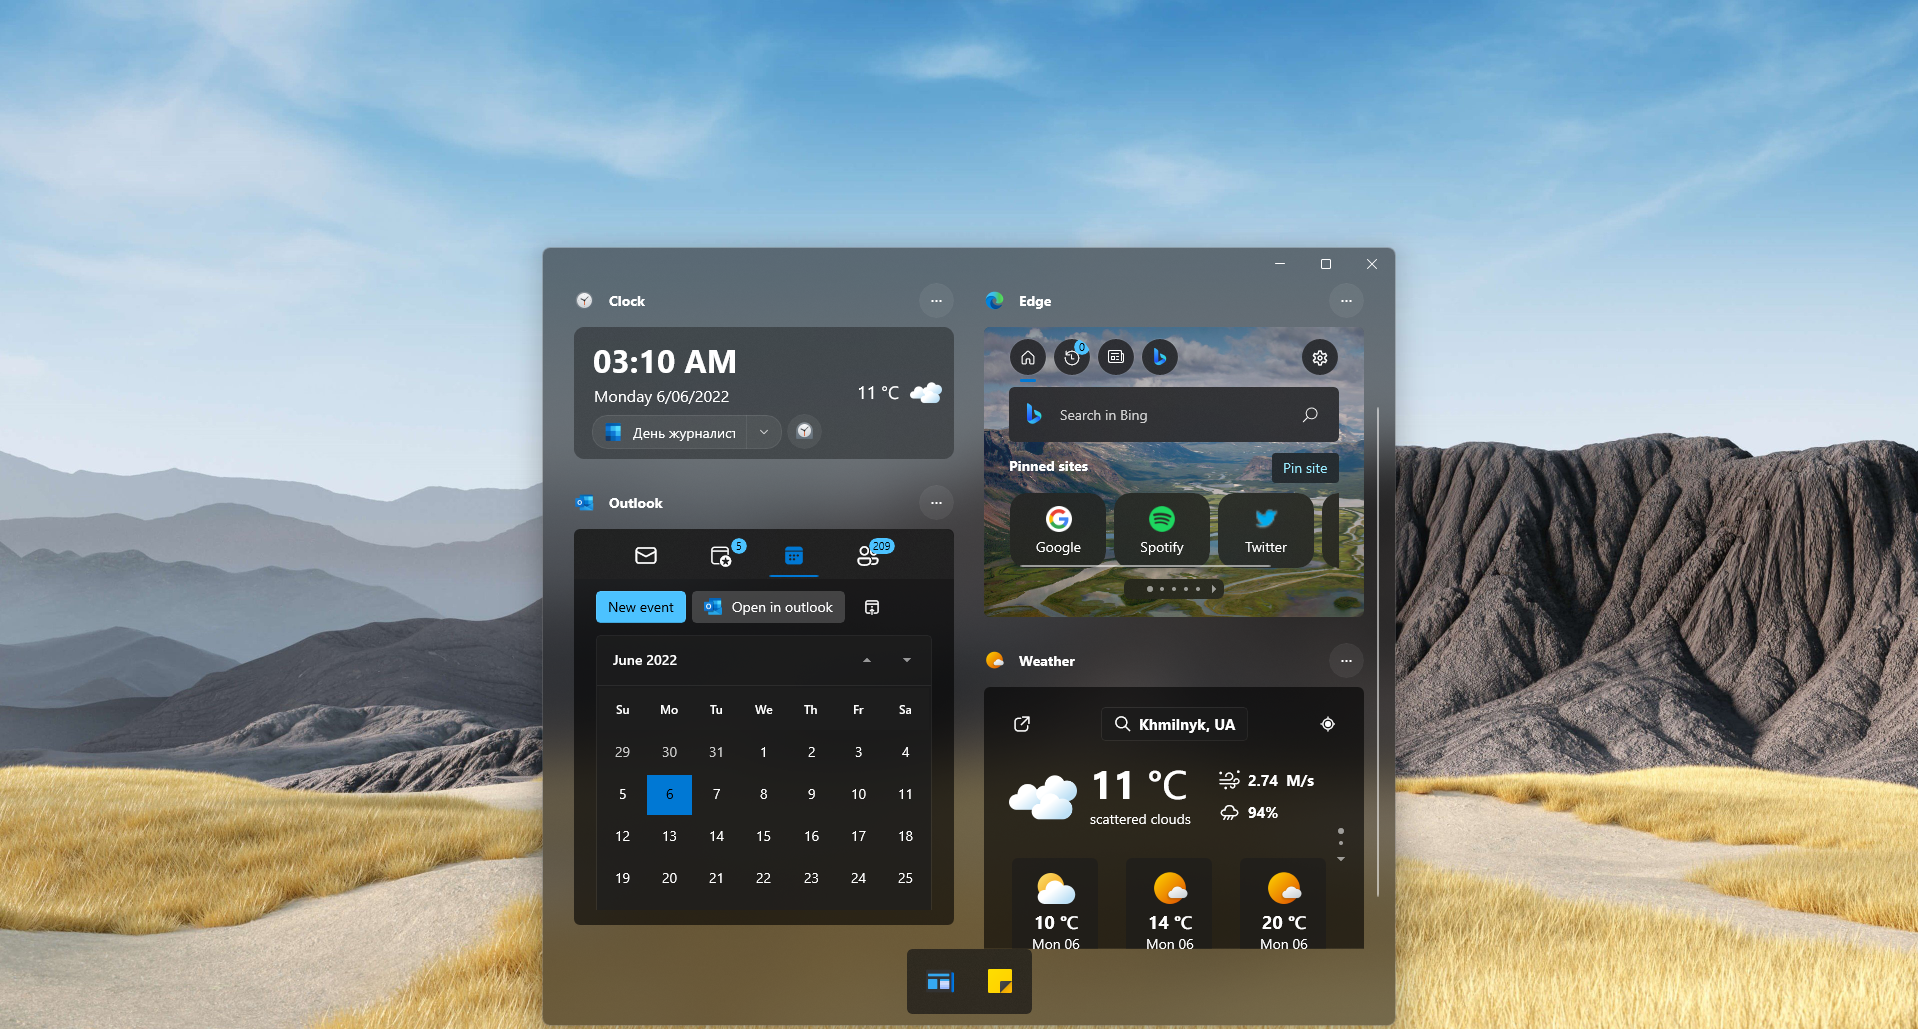 Clock
03:10 AM
Monday 6/06/2022
11 °C
День журналист
Outlook
5
209
New event
Open in outlook
June 2022
Su Mo Tu We Th Fr Sa
29 30 31 1 2 3 4
5 6 7 8 9 10 11
12 13 14 15 16 17 18
19 20 21 22 23 24 25
Edge
0
Search in Bing
Pinned sites
Pin site
Google
Spotify
Twitter
Weather
Khmilnyk, UA
11 °C
scattered clouds
2.74 M/s
94%
10 °C
Mon 06
14 °C
Mon 06
20 °C
Mon 06